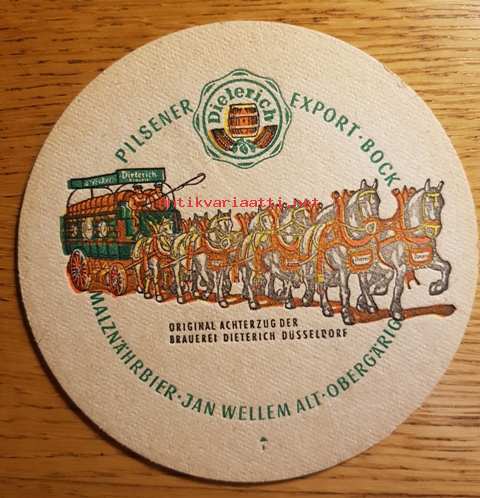 PILSENER EXPORT · BOCK
Dieterich
Dieterich
antikvariaatti.net
ORIGINAL ACHTERZUG DER
BRAUEREI DIETERICH DÜSSELDORF
MALZNÄHRBIER · JAN WELLEM ALT · OBERGÄRIG